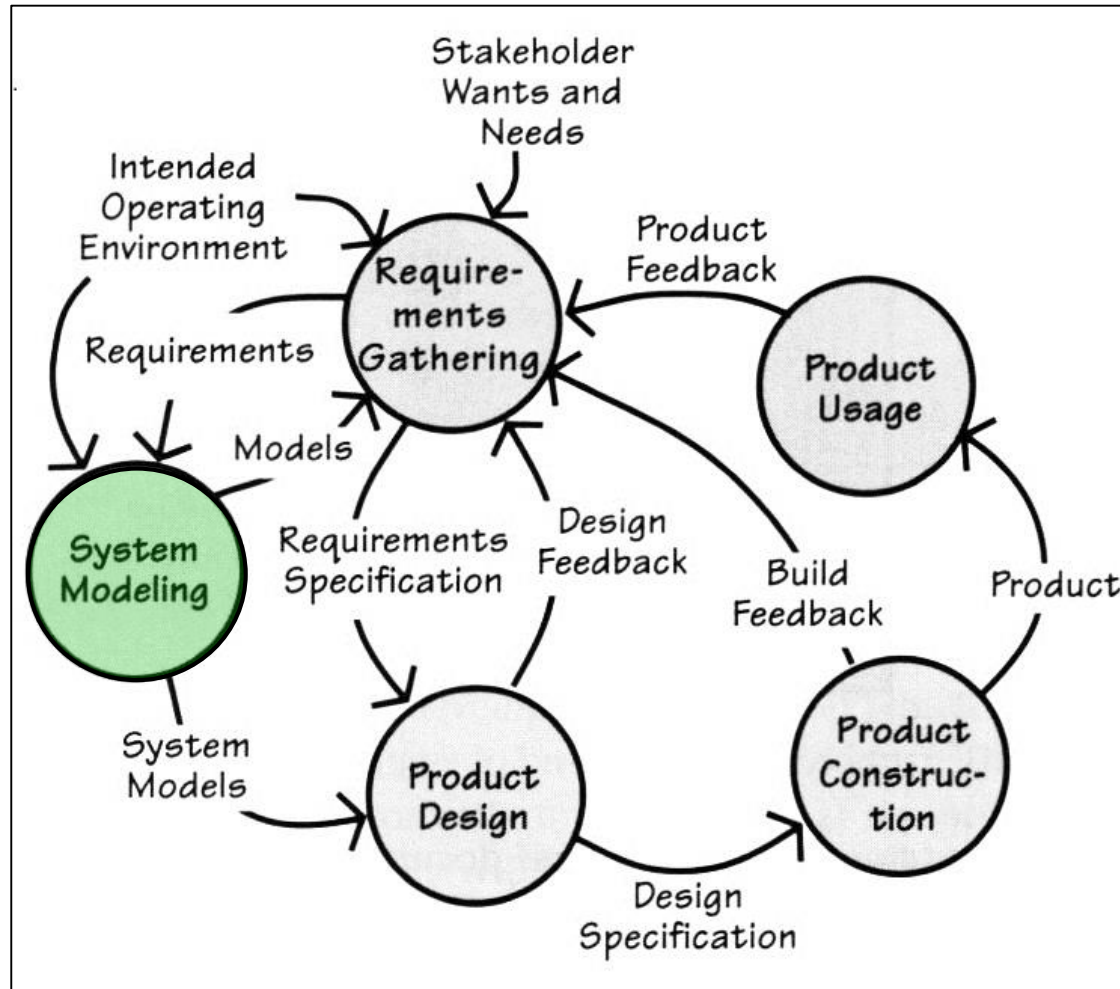 Stakeholder
Wants and
Needs
Intended
Operating
Environment
Product
Feedback
Require-
ments
Gathering
Requirements
Product
Usage
Models
System
Modeling
Requirements
Specification
Design
Feedback
Build
Feedback
Product
System
Models
Product
Design
Product
Construc-
tion
Design
Specification